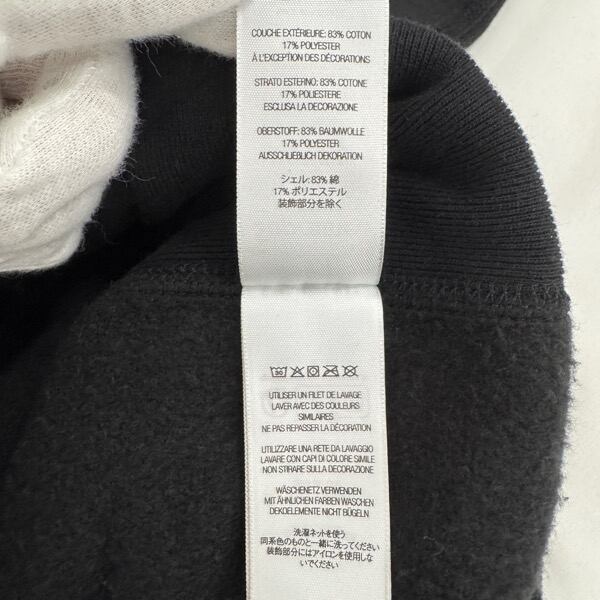 COUCHE EXTÉRIEURE: 83% COTON
17% POLYESTER
À L'EXCEPTION DES DÉCORATIONS
STRATO ESTERNO: 83% COTONE
17% POLIESTERE
ESCLUSA LA DECORAZIONE
OBERSTOFF: 83% BAUMWOLLE
17% POLYESTER
AUSSCHLIEBLICH DEKORATION
シェル: 83% 綿
17% ポリエステル
装飾部分を除く
30
UTILISER UN FILET DE LAVAGE
LAVER AVEC DES COULEURS
SIMILAIRES
NE PAS REPASSER LA DÉCORATION
UTILIZZARE UNA RETE DA LAVAGGIO
LAVARE CON CAPI DI COLORE SIMILE
NON STIRARE SULLA DECORAZIONE
WÄSCHENETZ VERWENDEN
MIT ÄHNLICHEN FARBEN WASCHEN
DEKOELEMENTE NICHT BÜGELN
洗濯ネットを使う
同系色のものと一緒に洗ってください
装飾部分にはアイロンを使用しな
いでください